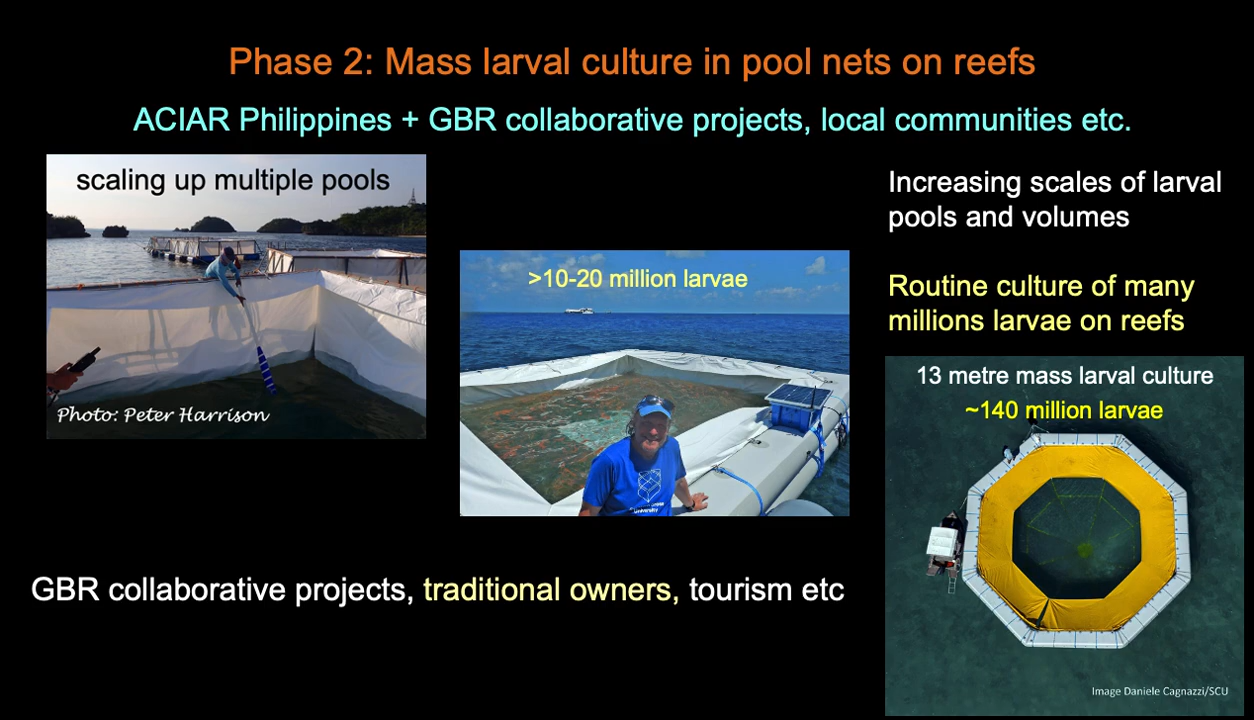 Phase 2: Mass larval culture in pool nets on reefs
ACIAR Philippines + GBR collaborative projects, local communities etc.
scaling up multiple pools
Photo: Peter Harrison
>10-20 million larvae
University
Increasing scales of larval
pools and volumes
Routine culture of many
millions larvae on reefs
13 metre mass larval culture
~140 million larvae
Image Daniele Cagnazzi/SCU
GBR collaborative projects, traditional owners, tourism etc